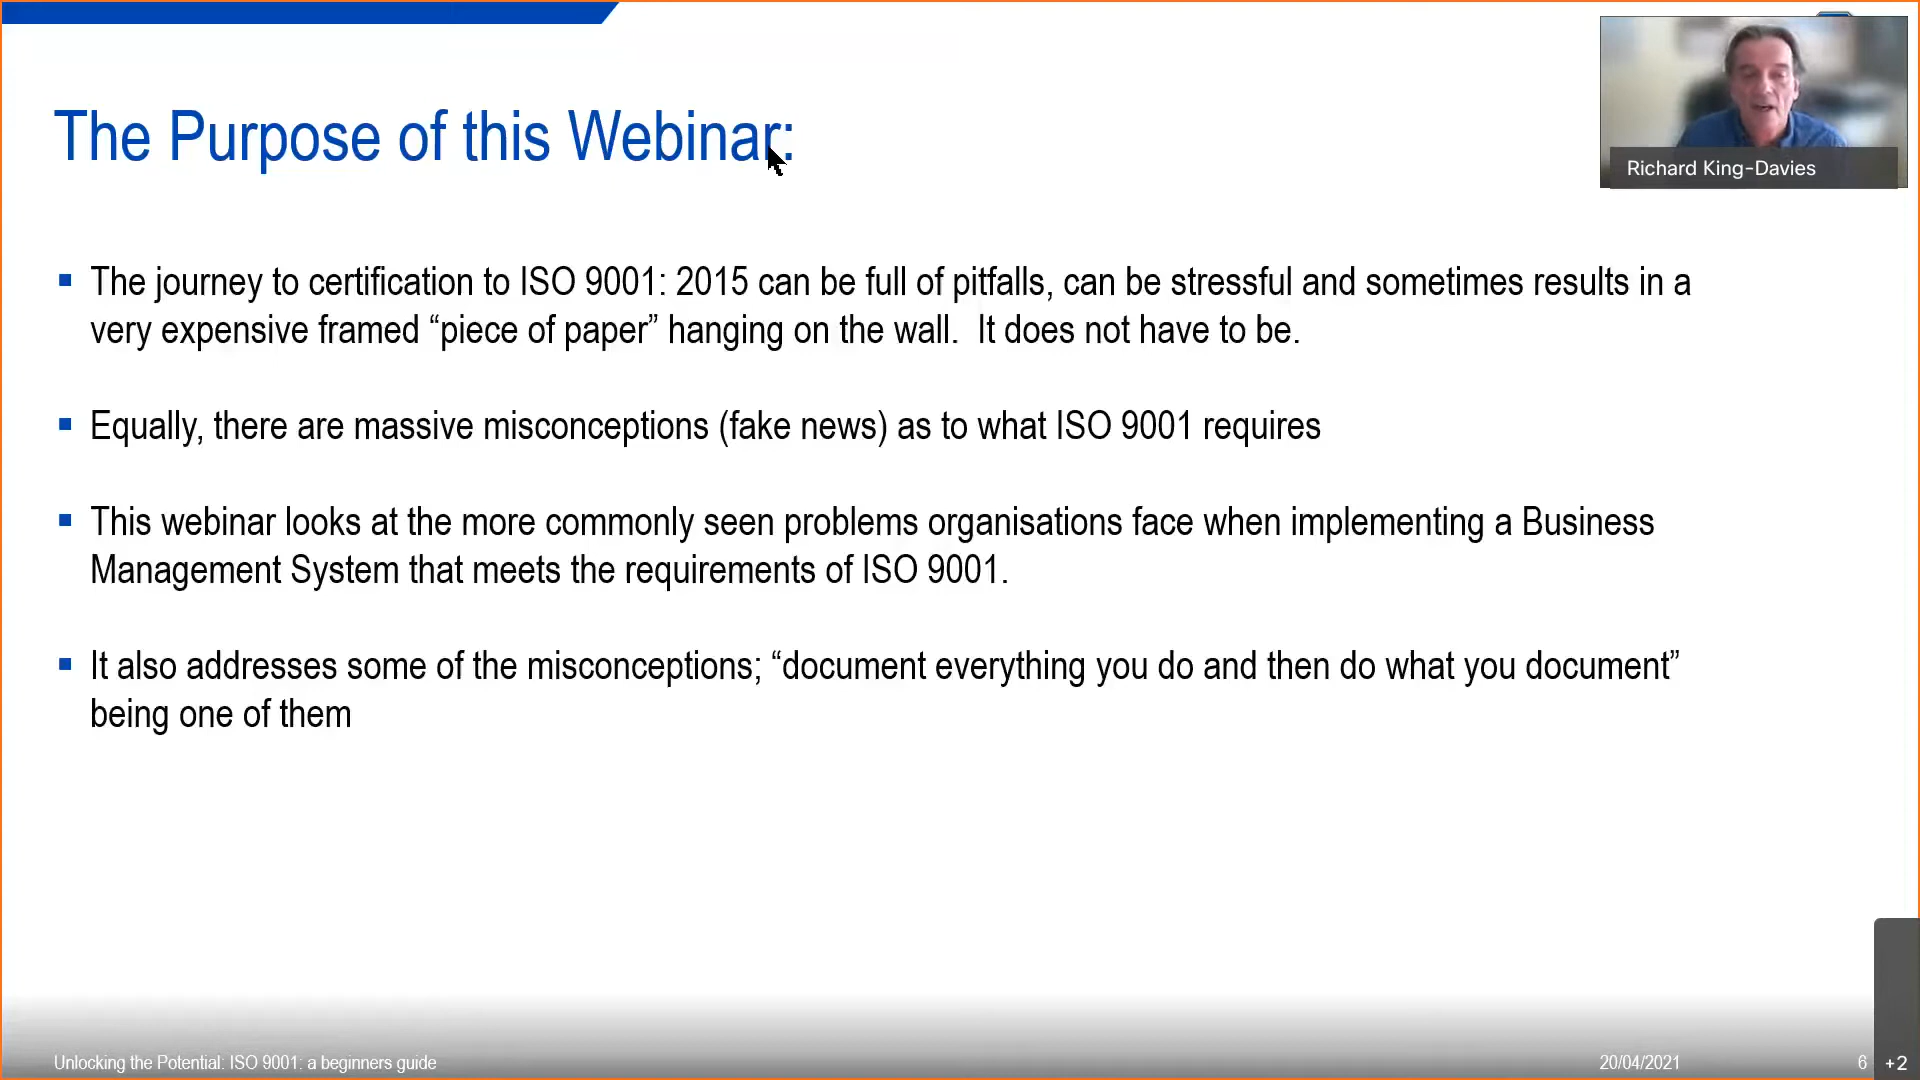 The Purpose of this Webinar:
Richard King-Davies
The journey to certification to ISO 9001: 2015 can be full of pitfalls, can be stressful and sometimes results in a
very expensive framed “piece of paper” hanging on the wall.  It does not have to be.
Equally, there are massive misconceptions (fake news) as to what ISO 9001 requires
This webinar looks at the more commonly seen problems organisations face when implementing a Business
Management System that meets the requirements of ISO 9001.
It also addresses some of the misconceptions; “document everything you do and then do what you document”
being one of them
Unlocking the Potential: ISO 9001: a beginners guide
20/04/2021
6
+2